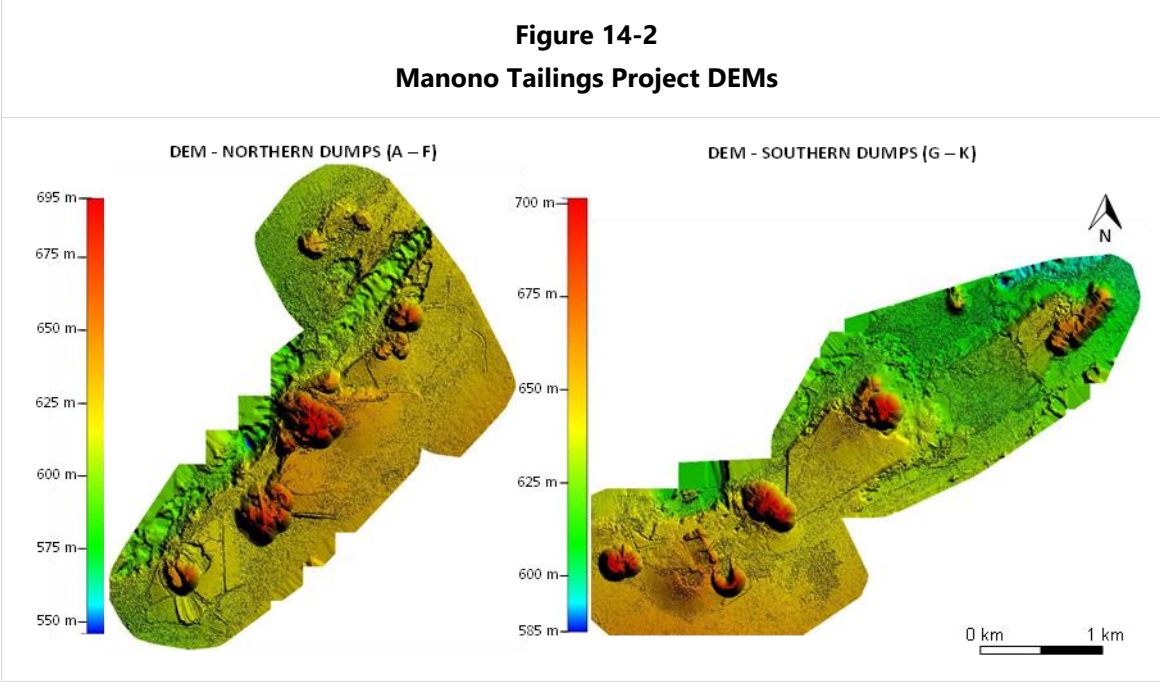 Figure 14-2
Manono Tailings Project DEMs
DEM - NORTHERN DUMPS (A – F)
695 m
675 m
650 m
625 m
600 m
575 m
550 m
DEM - SOUTHERN DUMPS (G – K)
700 m
675 m
650 m
625 m
600 m
585 m
N
0 km 1 km